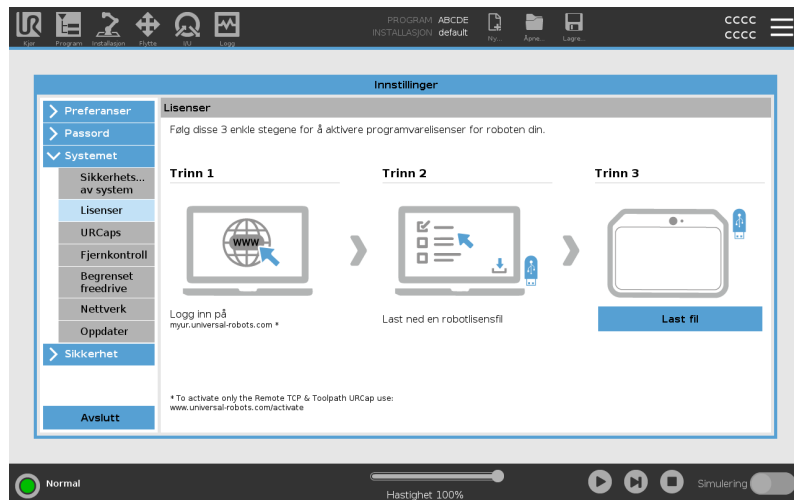 UR
Kjør
Program
Installasjon
Flytte
I/U
Logg
PROGRAM ABCDE
INSTALLASJON default
Ny...
Åpne...
Lagre...
cccc
cccc
Innstillinger
Preferanser
Passord
Systemet
Sikkerhets...
av system
Lisenser
URCaps
Fjernkontroll
Begrenset
freedrive
Nettverk
Oppdater
Sikkerhet
Avslutt
Lisenser
Følg disse 3 enkle stegene for å aktivere programvarelisenser for roboten din.
Trinn 1
www
Logg inn på
myur.universal-robots.com *
Trinn 2
Last ned en robotlisensfil
Trinn 3
Last fil
* To activate only the Remote TCP & Toolpath URCap use:
www.universal-robots.com/activate
Normal
Hastighet 100%
Simulering